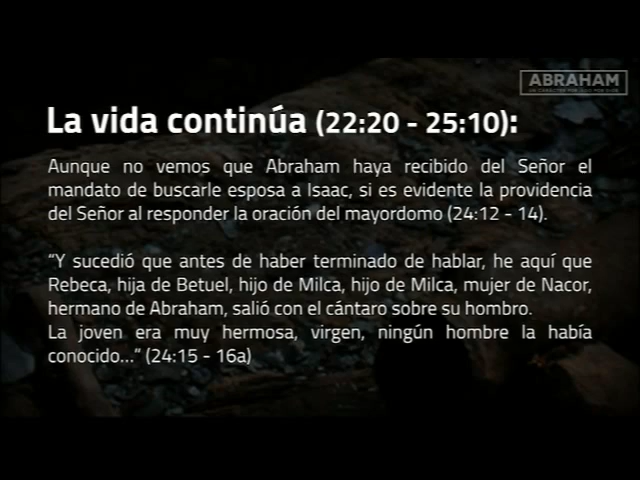 ABRAHAM
La vida continúa (22:20 - 25:10):
Aunque no vemos que Abraham haya recibido del Señor el
mandato de buscarle esposa a Isaac, si es evidente la providencia
del Señor al responder la oración del mayordomo (24:12 - 14).
“Y sucedió que antes de haber terminado de hablar, he aquí que
Rebeca, hija de Betuel, hijo de Milca, hijo de Milca, mujer de Nacor,
hermano de Abraham, salió con el cántaro sobre su hombro.
La joven era muy hermosa, virgen, ningún hombre la había
conocido...“ (24:15 - 16a)